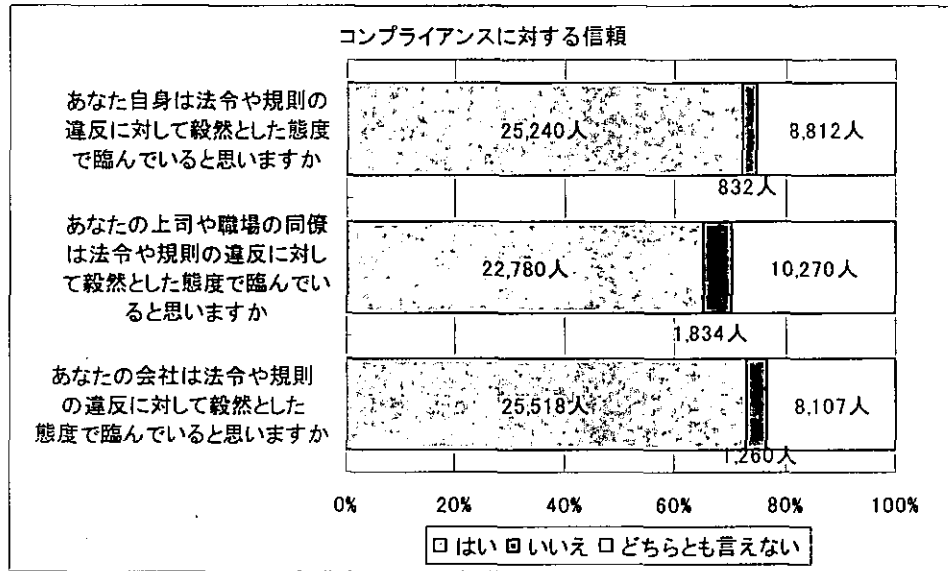 コンプライアンスに対する信頼
あなた自身は法令や規則の
違反に対して毅然とした態度
で臨んでいると思いますか
25,240人
8,812人
832人
あなたの上司や職場の同僚
は法令や規則の違反に対し
て毅然とした態度で臨んでい
ると思いますか
22,780人
10,270人
1,834人
あなたの会社は法令や規則
の違反に対して毅然とした
態度で臨んでいると思いますか
25,518人
8,107人
1,260人
0% 20% 40% 60% 80% 100%
はい いいえ どちらとも言えない